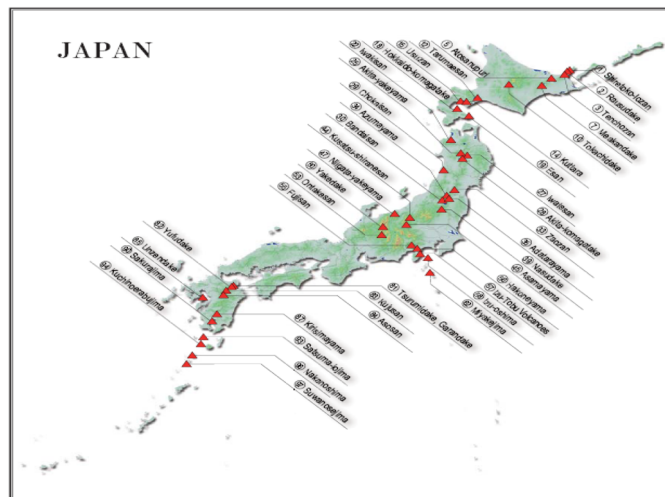 JAPAN
Iwakisan
Hokkaido-komagatake
Usuzan
Tarumaesan
Atosanupuri
Akita-yakeyama
Chokaisan
Azumayama
Bandaisan
Kusatsu-shiranesan
Niigata-yakeyama
Yakedake
Ontakesan
Fujisan
Shiretoko-Iozan
Rausudake
Tenchozan
Meakandake
Tokachidake
Kuttara
Esan
Iwatesan
Akita-komagatake
Zaozan
Adatarayama
Nasudake
Asamayama
Hakoneyama
Izu-Tobu Volcanoes
Izu-oshima
Miyakejima
Yufudake
Unzendake
Sakurajima
Kuchinoerabujima
Tsurumidake, Garandake
Kujusan
Asosan
Kirisimayama
Satsuma-Iojima
Nakanoshima
Suwanosejima